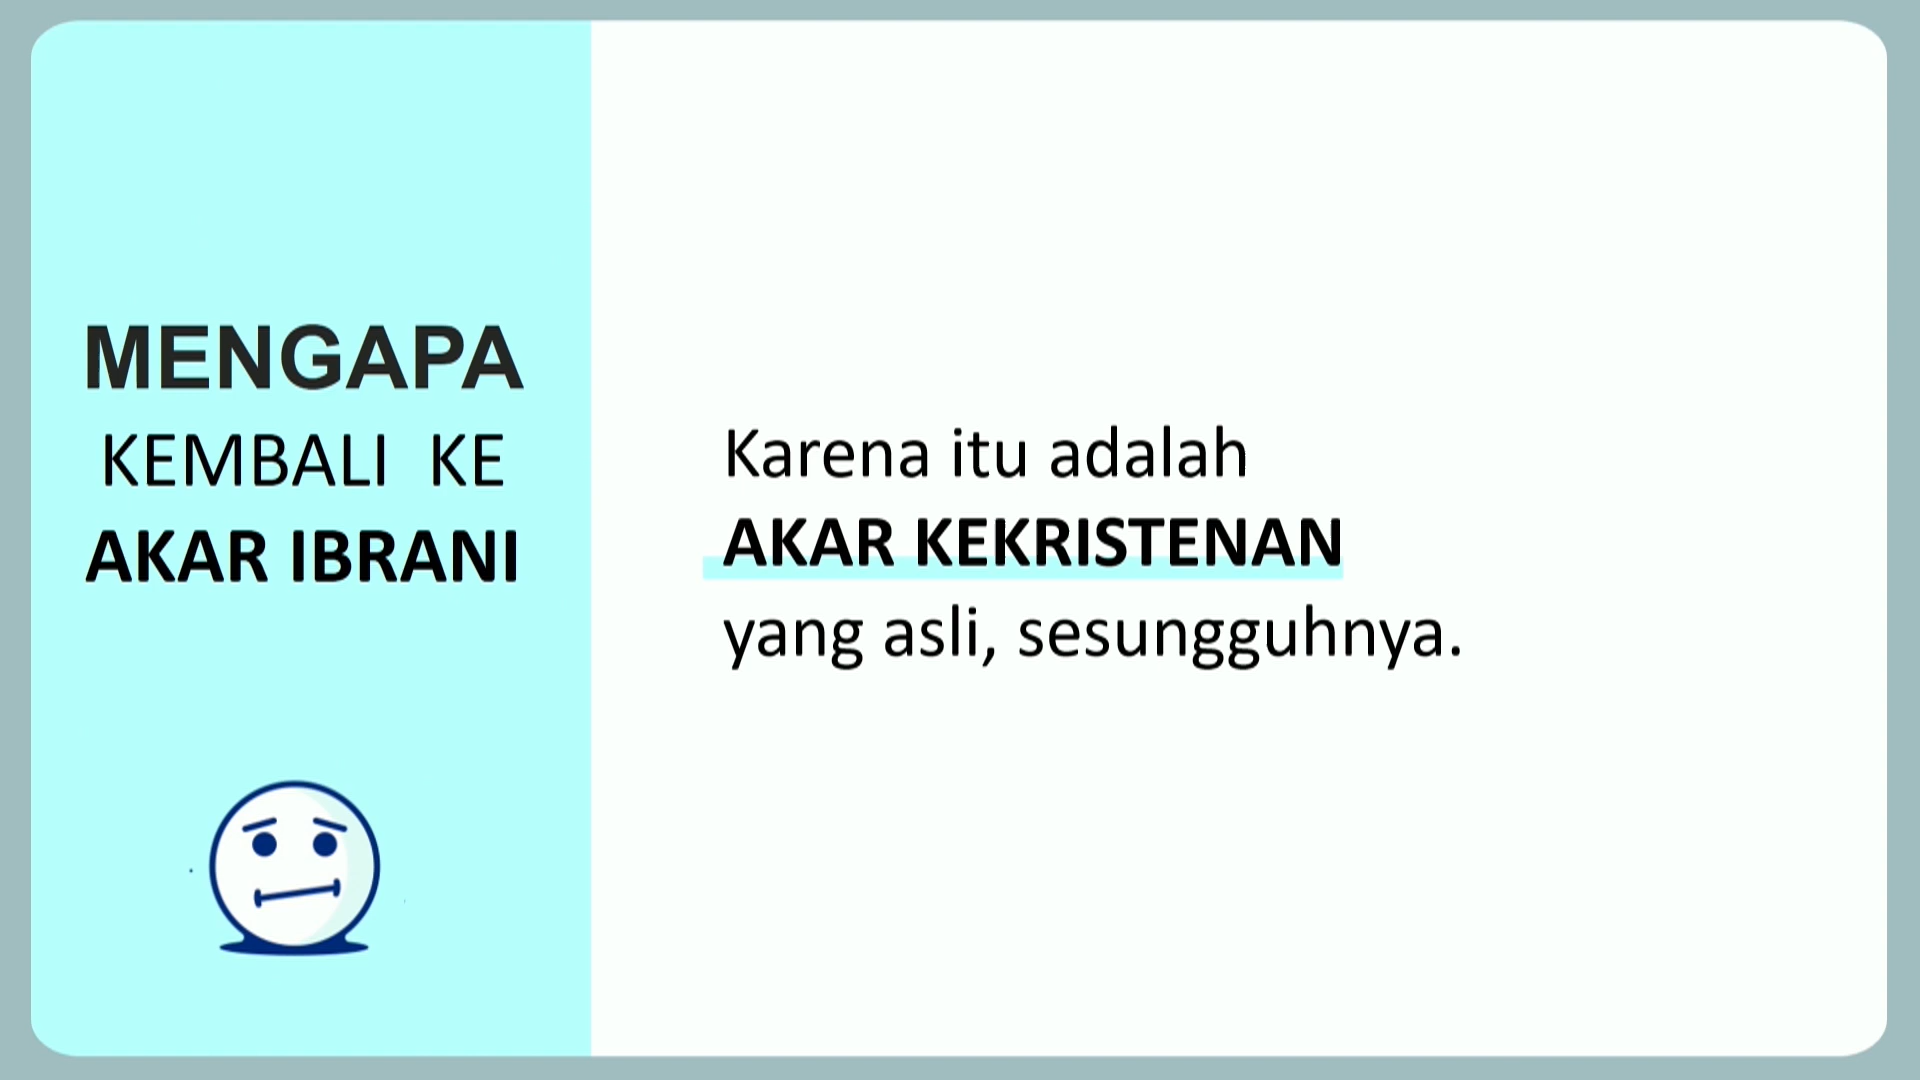 MENGAPA
KEMBALI KE
AKAR IBRANI
Karena itu adalah
AKAR KEKRISTENAN
yang asli, sesungguhnya.